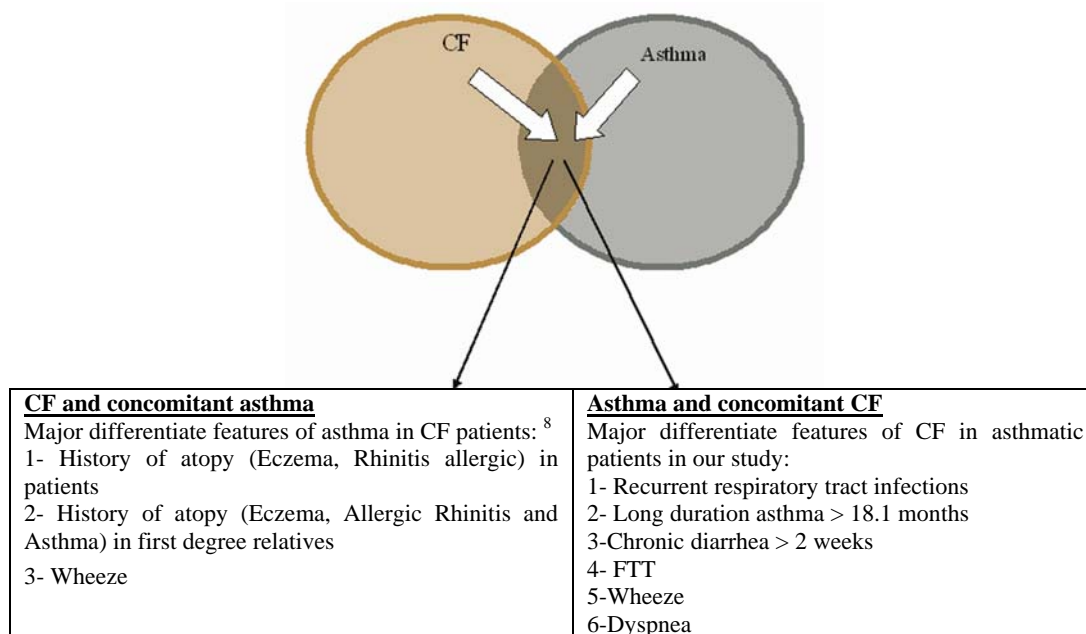 CF
Asthma
CF and concomitant asthma
Major differentiate features of asthma in CF patients: 8
1- History of atopy (Eczema, Rhinitis allergic) in
patients
2- History of atopy (Eczema, Allergic Rhinitis and
Asthma) in first degree relatives
3- Wheeze
Asthma and concomitant CF
Major differentiate features of CF in asthmatic
patients in our study:
1- Recurrent respiratory tract infections
2- Long duration asthma > 18.1 months
3-Chronic diarrhea > 2 weeks
4- FTT
5-Wheeze
6-Dyspnea